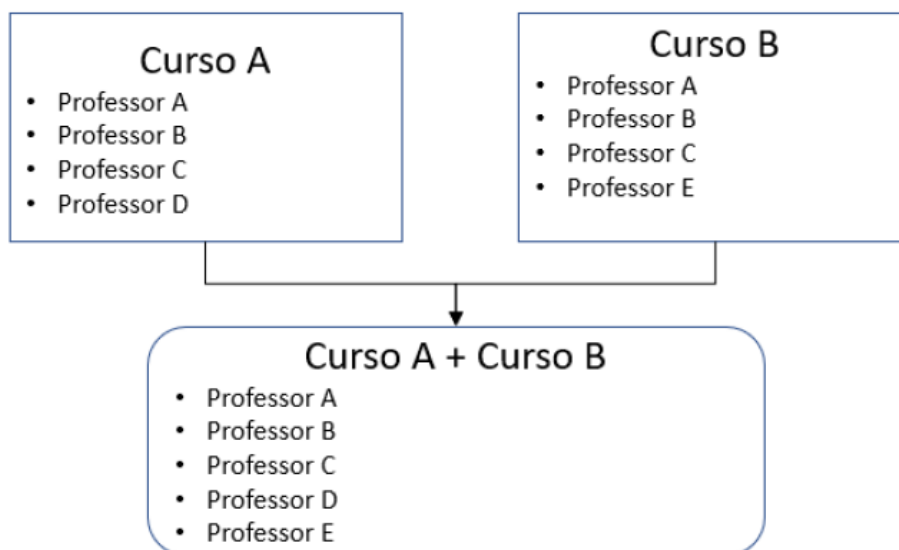 Curso A
• Professor A
• Professor B
• Professor C
• Professor D
Curso B
• Professor A
• Professor B
• Professor C
• Professor E
Curso A + Curso B
• Professor A
• Professor B
• Professor C
• Professor D
• Professor E